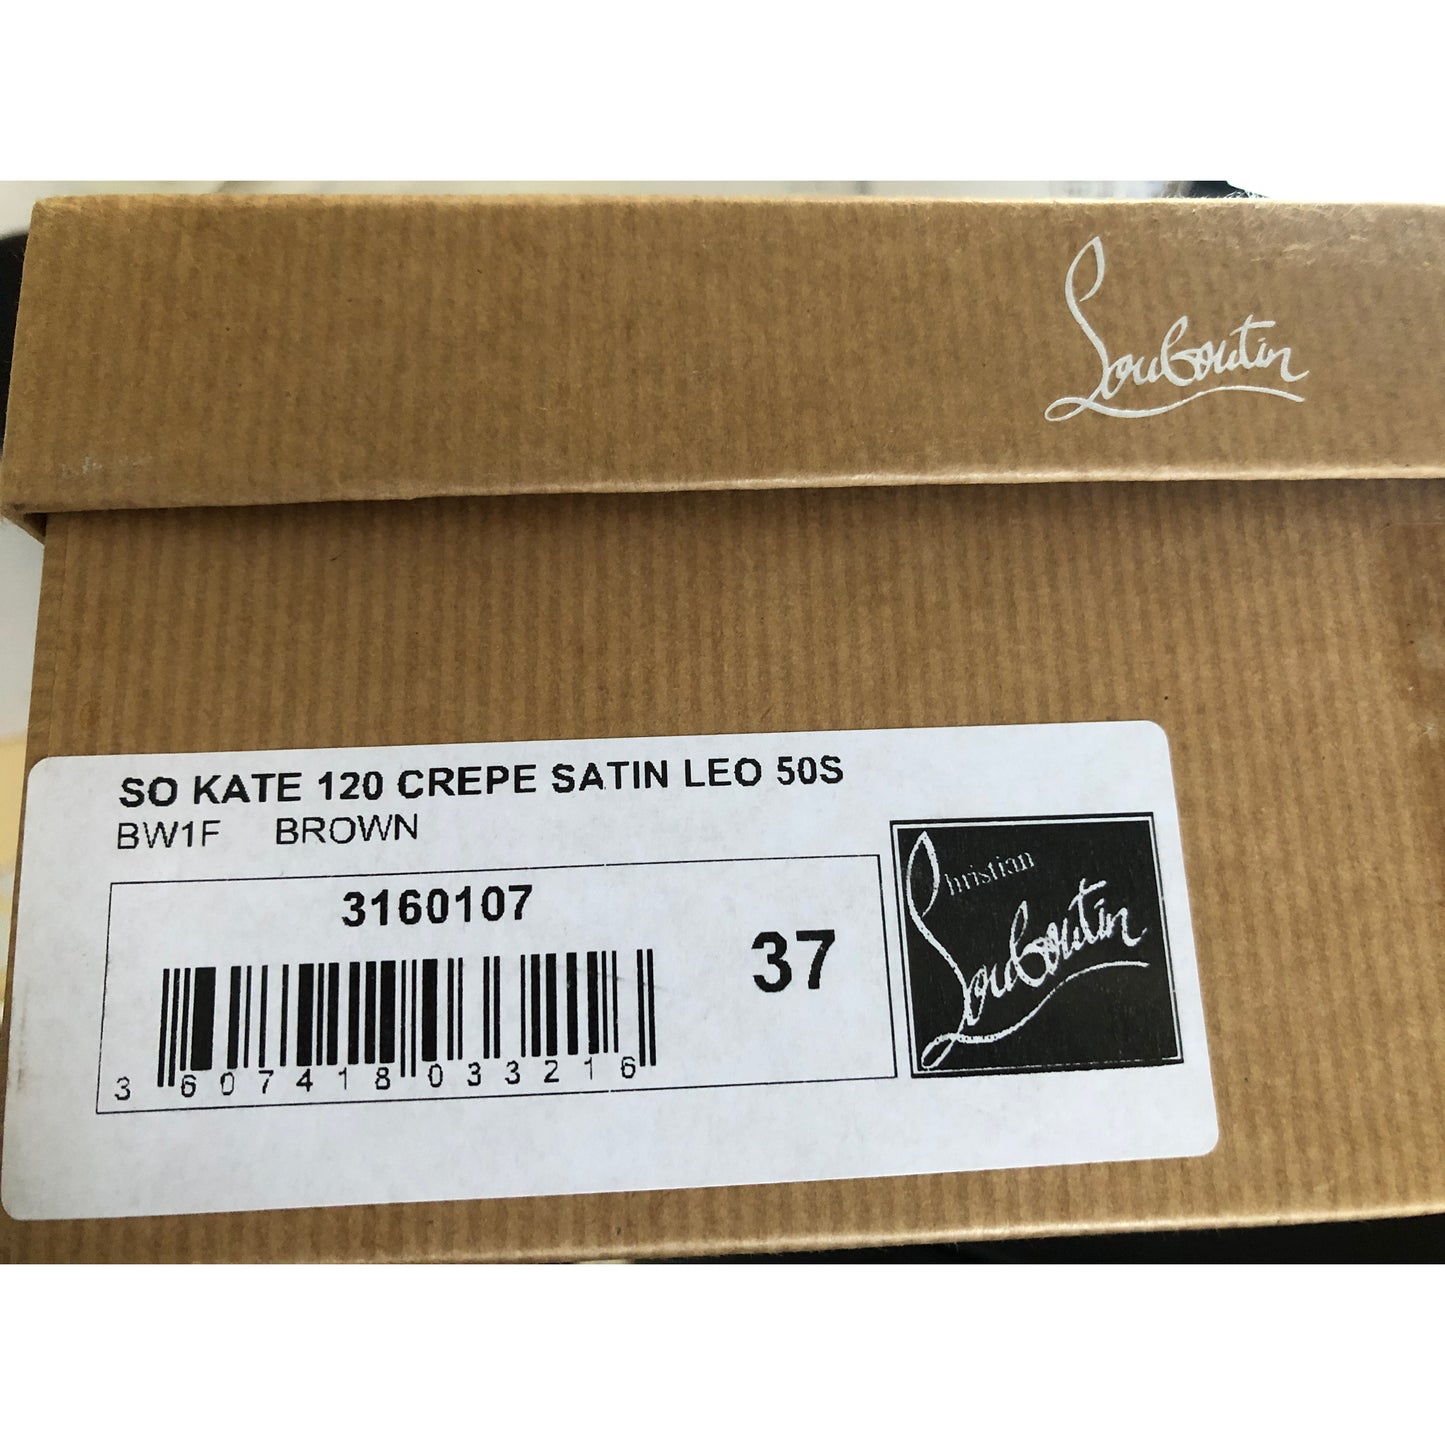 Louboutin
SO KATE 120 CREPE SATIN LEO 50S
BW1F BROWN
3160107
37
3 607418 033216
Christian
Louboutin